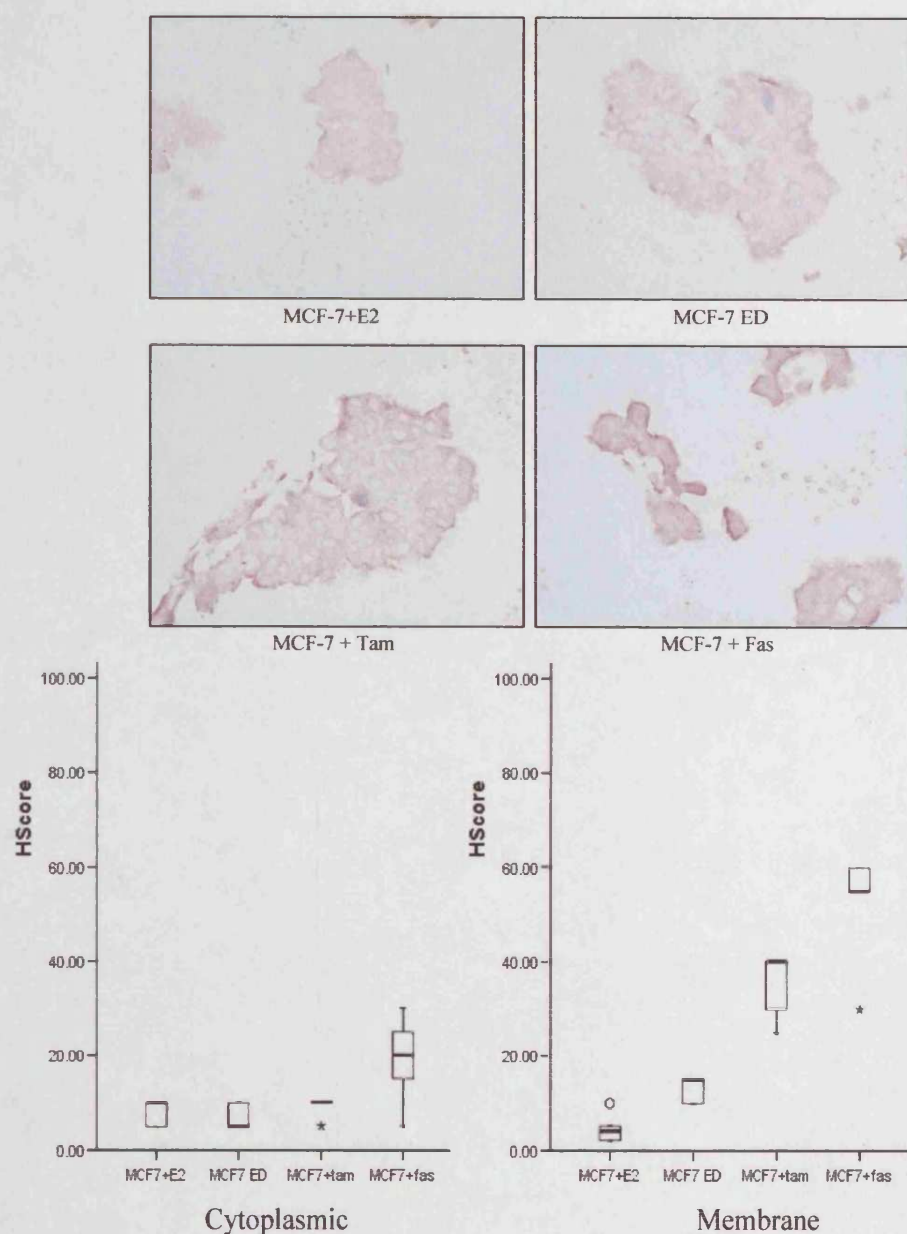 MCF-7+E2
MCF-7 ED
MCF-7 + Tam
MCF-7 + Fas
HScore
100.00
80.00
60.00
40.00
20.00
0.00
MCF7+E2 MCF7 ED MCF7+tam MCF7+fas
Cytoplasmic
HScore
100.00
80.00
60.00
40.00
20.00
0.00
MCF7+E2 MCF7 ED MCF7+tam MCF7+fas
Membrane